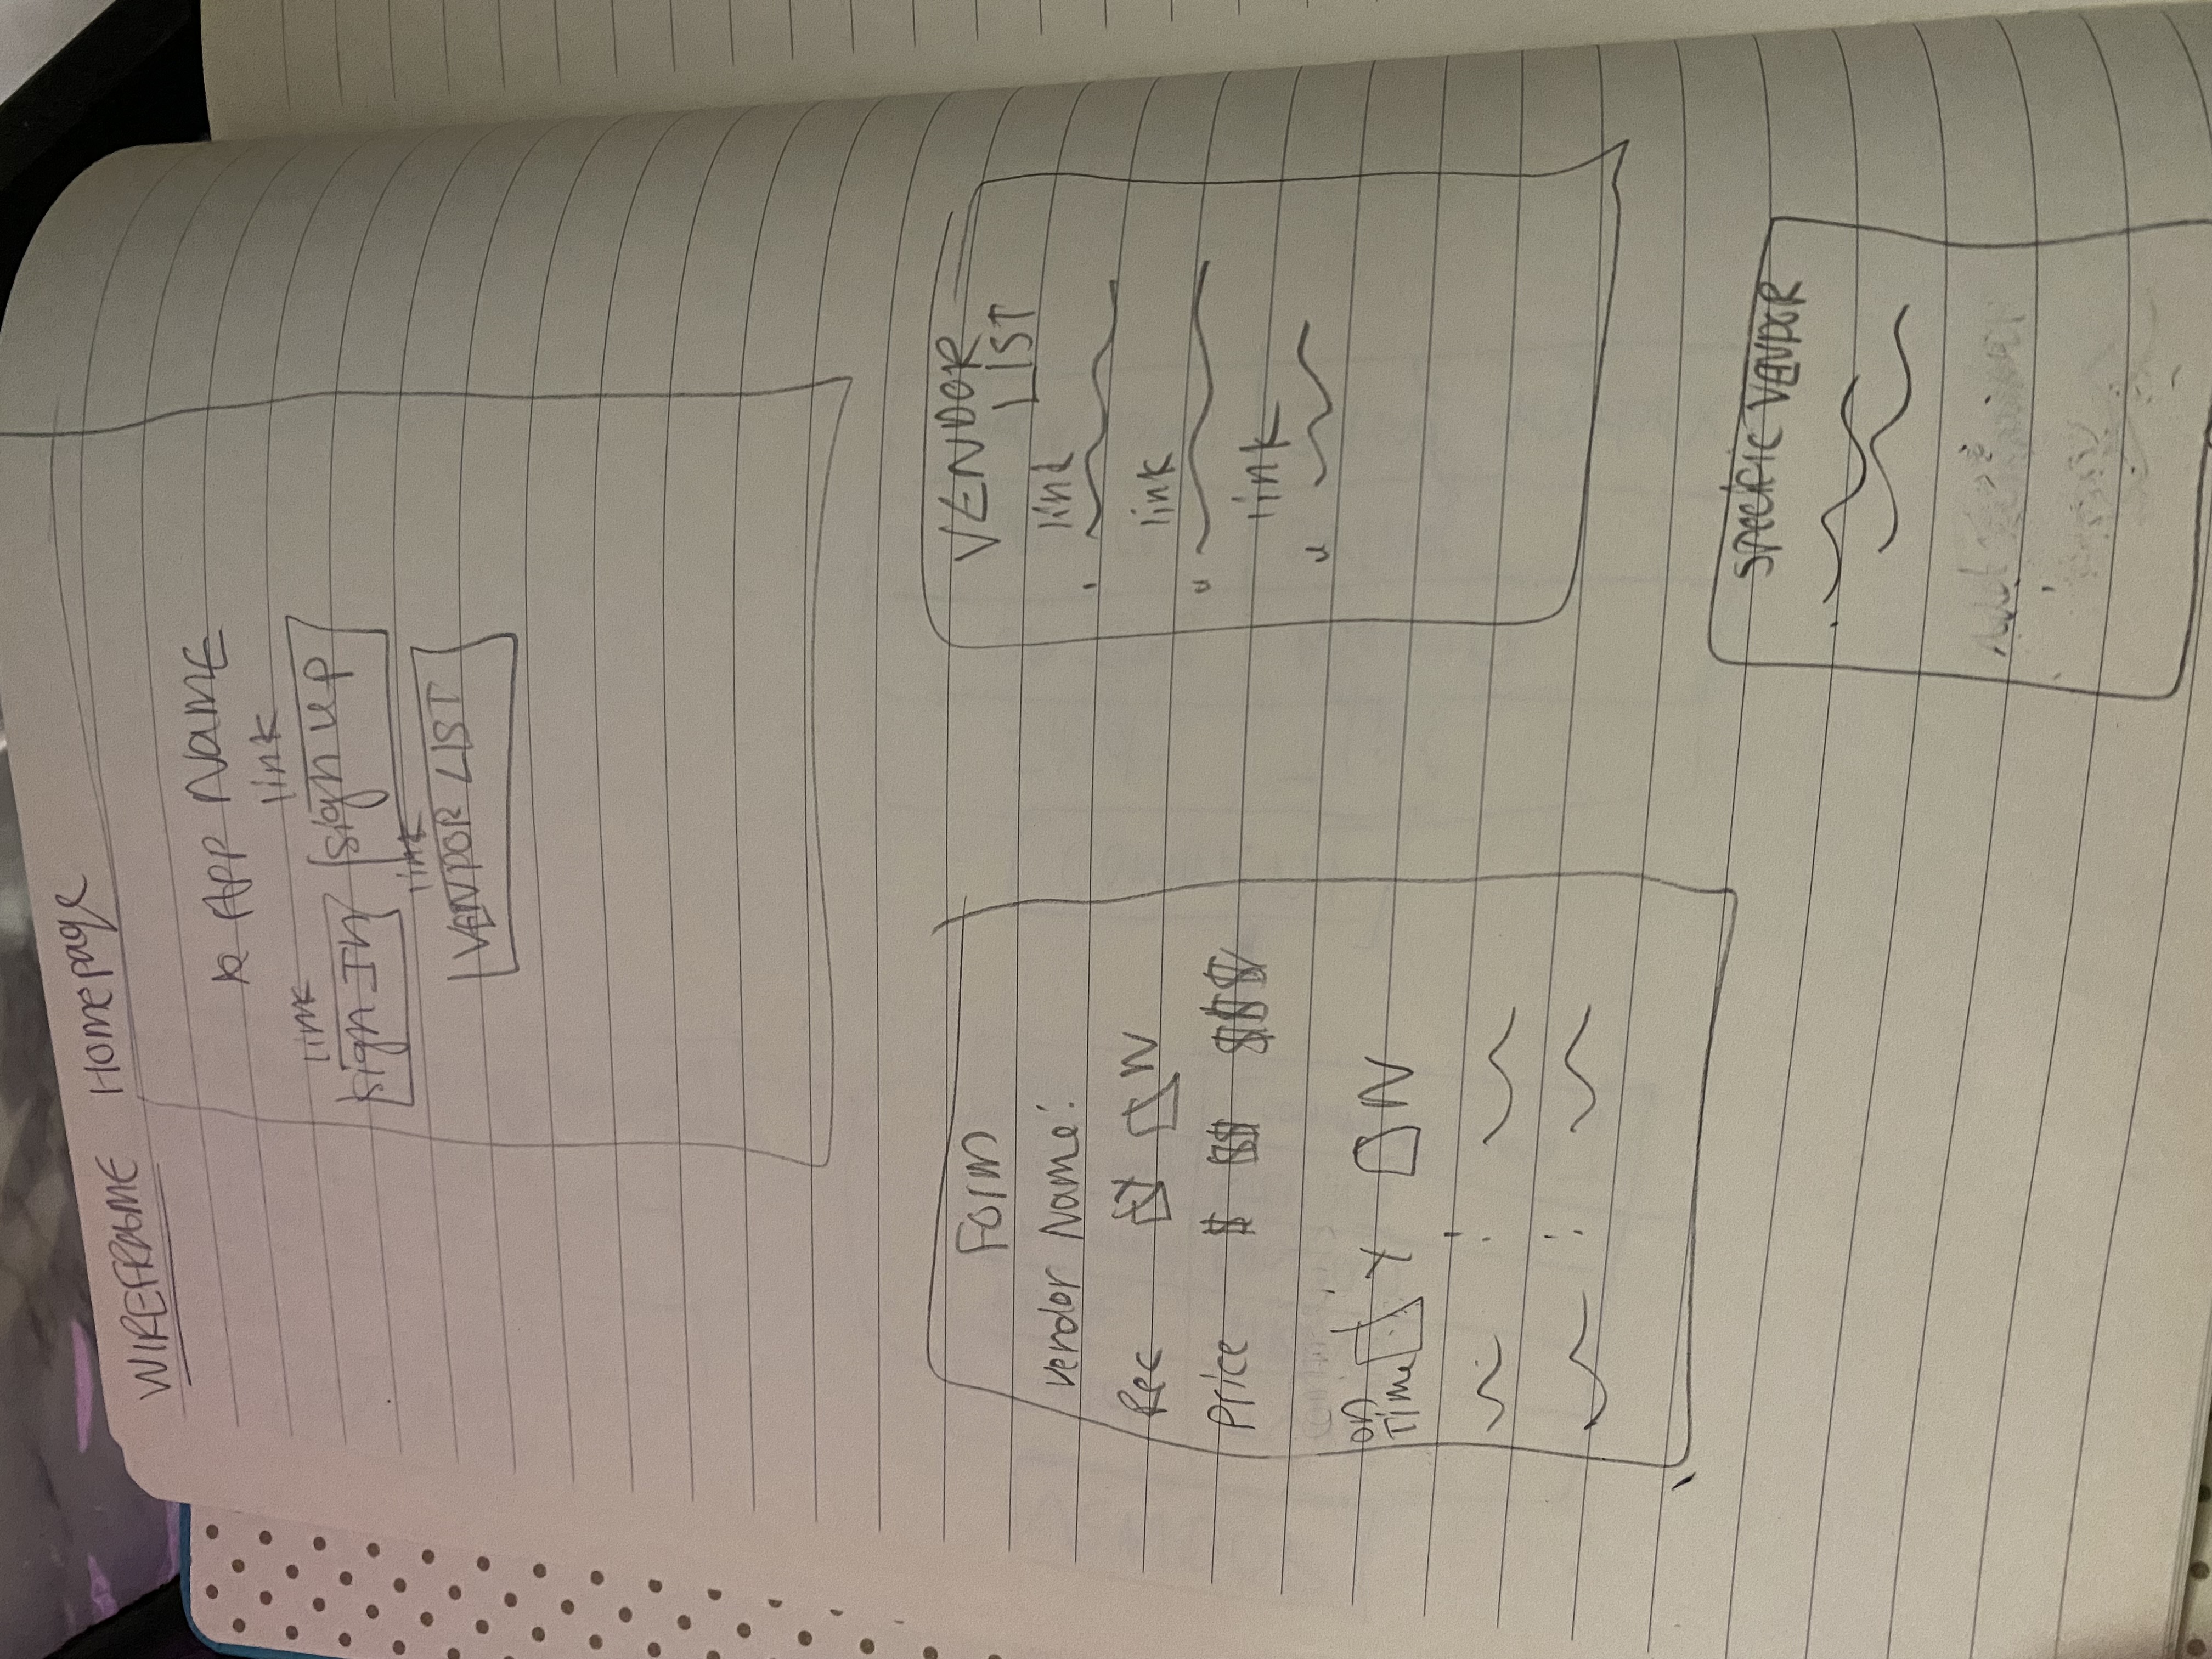 WIREFRAME Homepage
APP NAME
link link
sign In sign up
link
VENDOR LIST
FORM
Vendor Name:
Rec Y N
Price $ $$ $$$
on
Time Y N
VENDOR
LIST
link
link
link
SPECIFIC VENDOR